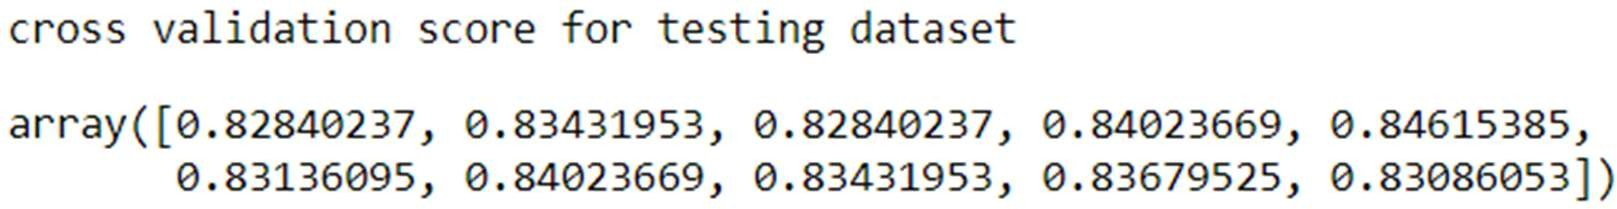 cross validation score for testing dataset
array([0.82840237, 0.83431953, 0.82840237, 0.84023669, 0.84615385,
0.83136095, 0.84023669, 0.83431953, 0.83679525, 0.83086053])